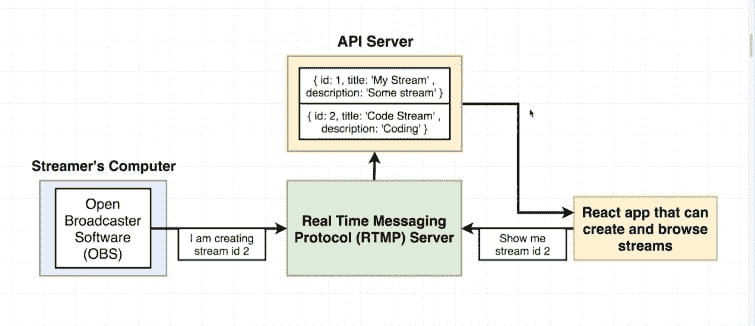 API Server
{ id: 1, title: 'My Stream' ,
description: 'Some stream' }
{ id: 2, title: 'Code Stream' ,
description: 'Coding' }
Streamer's Computer
Open
Broadcaster
Software
(OBS)
I am creating
stream id 2
Real Time Messaging
Protocol (RTMP) Server
Show me
stream id 2
React app that can
create and browse
streams